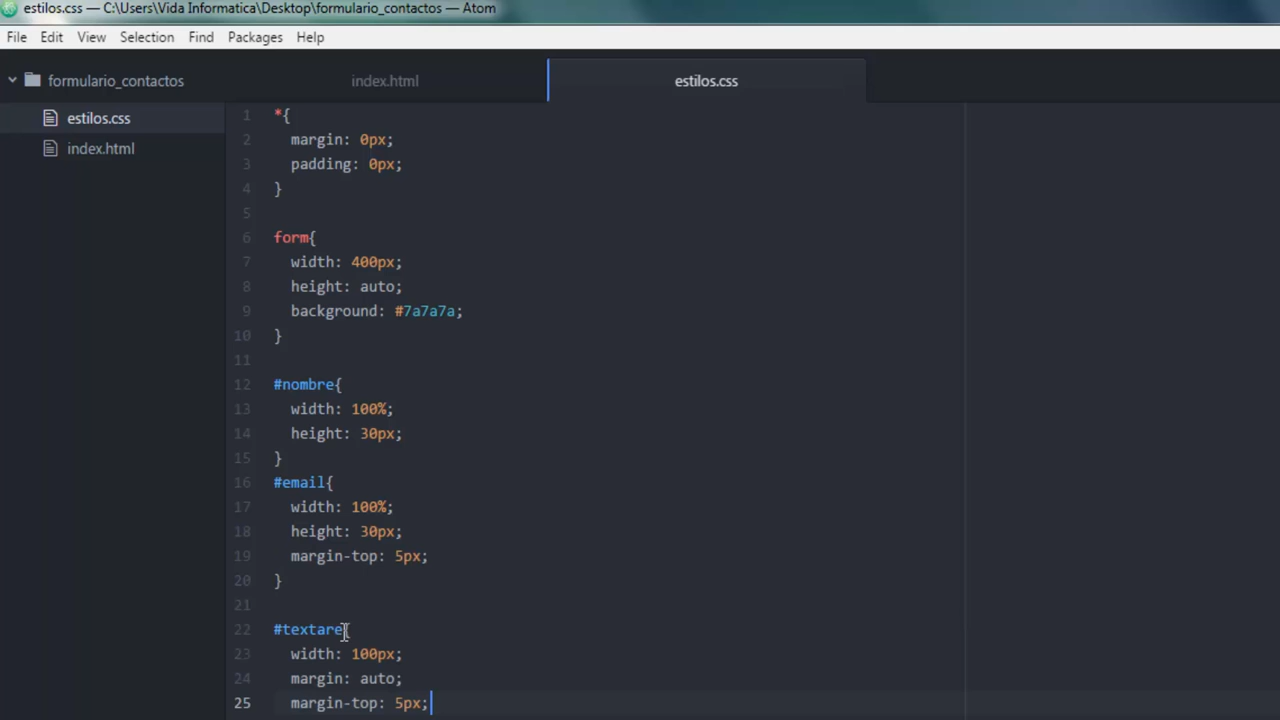 estilos.css — C:\Users\Vida Informatica\Desktop\formulario_contactos — Atom
File Edit View Selection Find Packages Help
formulario_contactos
estilos.css
index.html
index.html estilos.css
1 *{
2 margin: 0px;
3 padding: 0px;
4 }
5
6 form{
7 width: 400px;
8 height: auto;
9 background: #7a7a7a;
10 }
11
12 #nombre{
13 width: 100%;
14 height: 30px;
15 }
16 #email{
17 width: 100%;
18 height: 30px;
19 margin-top: 5px;
20 }
21
22 #textare{
23 width: 100px;
24 margin: auto;
25 margin-top: 5px;